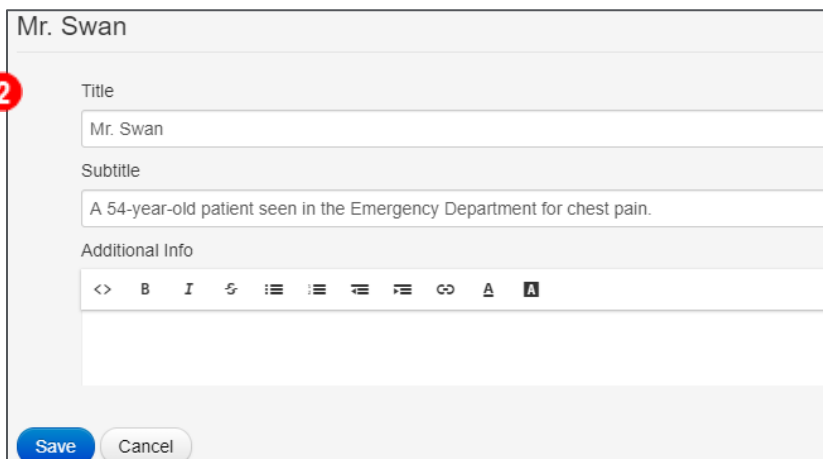 Mr. Swan
2
Title
Mr. Swan
Subtitle
A 54-year-old patient seen in the Emergency Department for chest pain.
Additional Info
<> B I S A A
Save Cancel